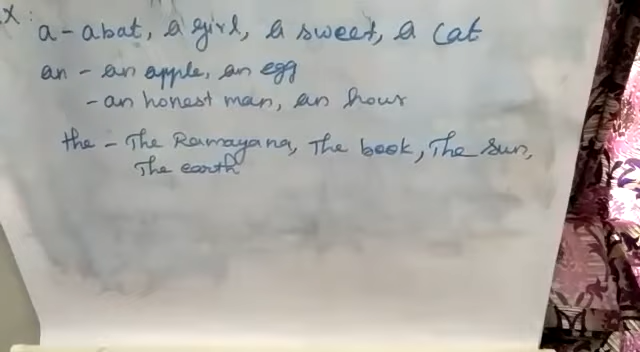 x:
a - a bat, a girl, a sweet, a cat
an - an apple, an egg
- an honest man, an hour
the - The Ramayana, The book, The sun,
The earth